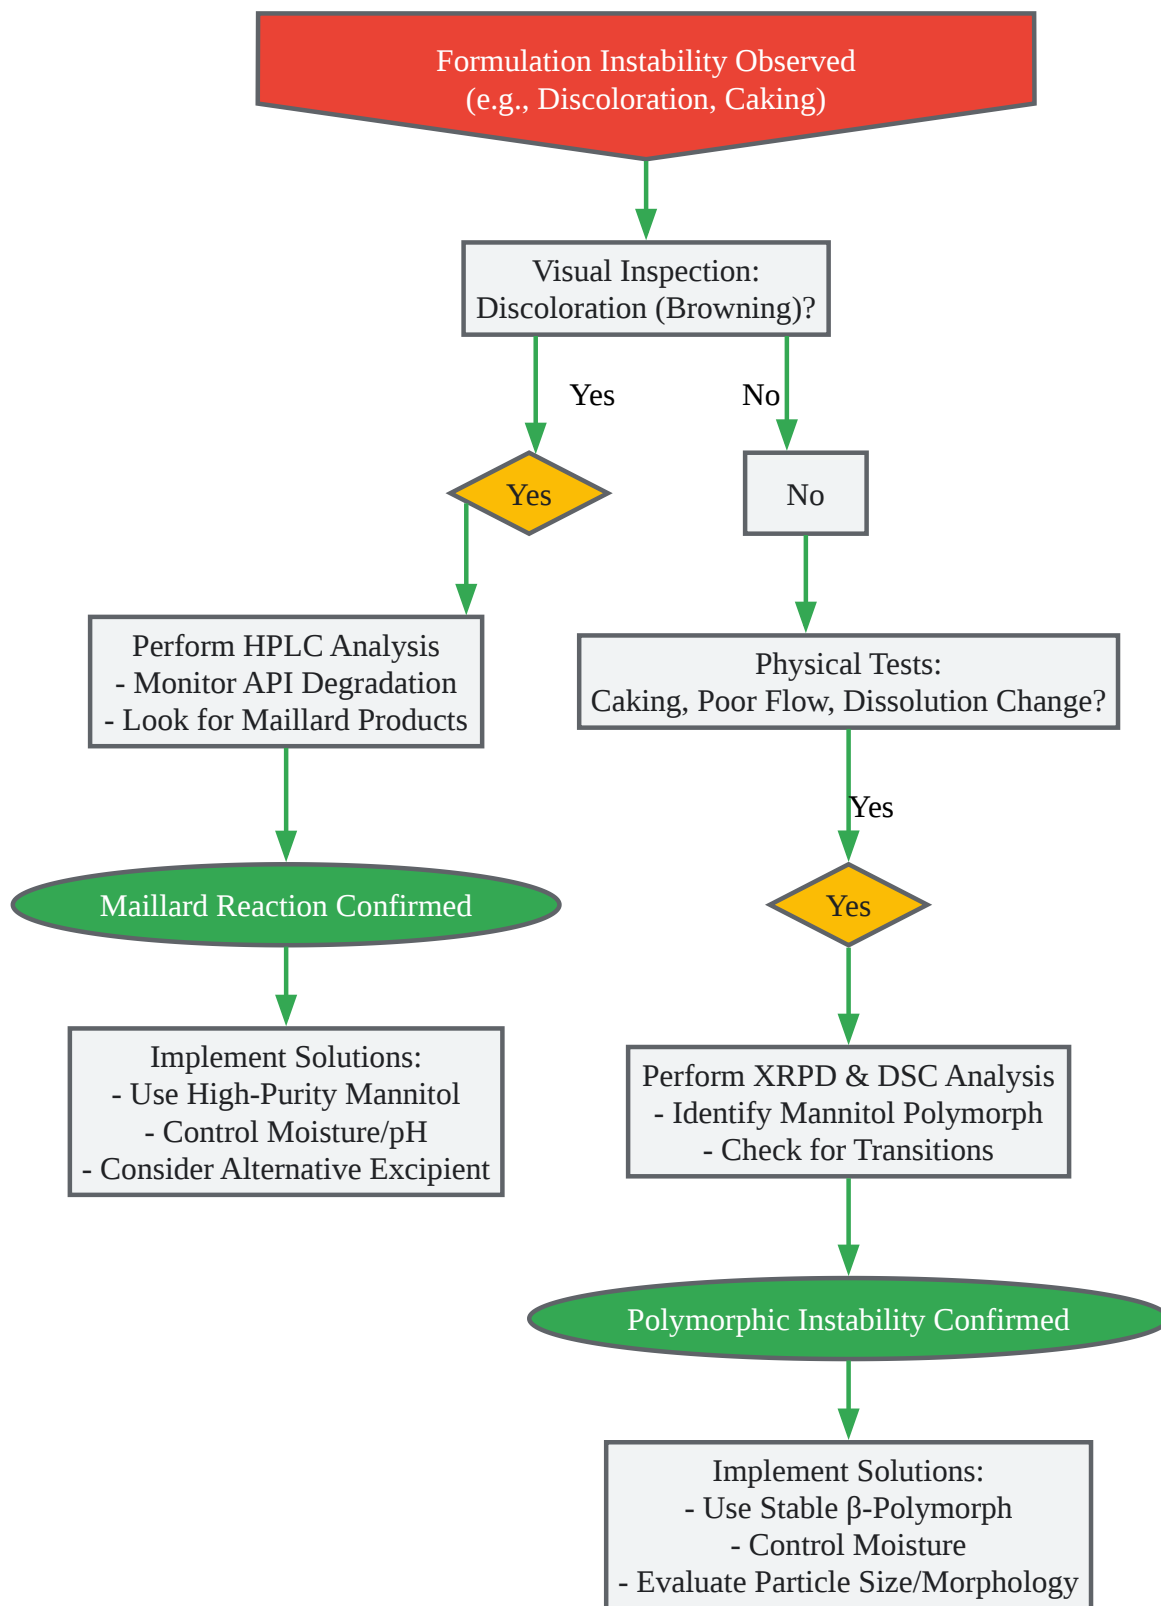 Formulation Instability Observed
(e.g., Discoloration, Caking)
Visual Inspection:
Discoloration (Browning)?
Yes
No
Yes
No
Perform HPLC Analysis
- Monitor API Degradation
- Look for Maillard Products
Physical Tests:
Caking, Poor Flow, Dissolution Change?
Yes
Maillard Reaction Confirmed
Yes
Implement Solutions:
- Use High-Purity Mannitol
- Control Moisture/pH
- Consider Alternative Excipient
Perform XRPD & DSC Analysis
- Identify Mannitol Polymorph
- Check for Transitions
Polymorphic Instability Confirmed
Implement Solutions:
- Use Stable β-Polymorph
- Control Moisture
- Evaluate Particle Size/Morphology